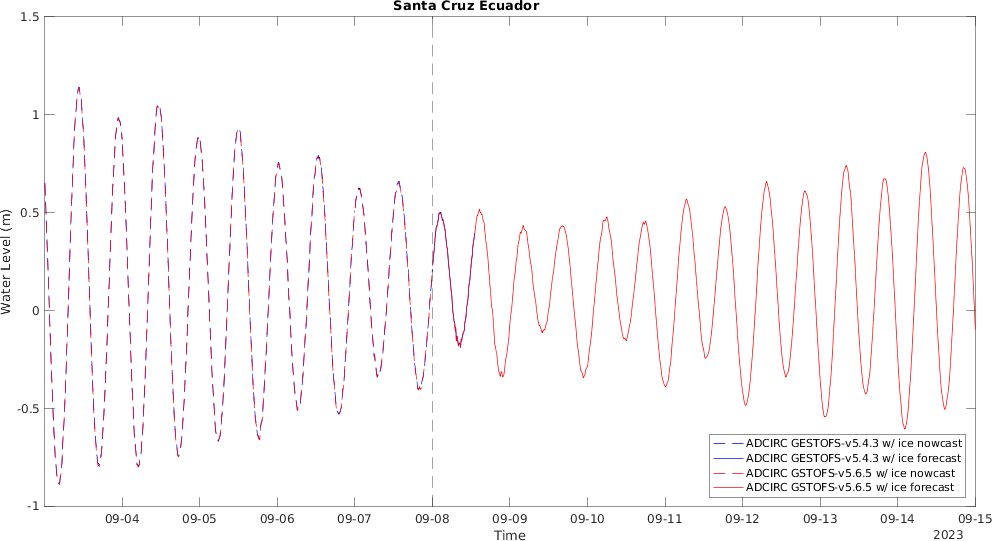 Santa Cruz Ecuador
1.5
1
0.5
0
-0.5
-1
Water Level (m)
09-04 09-05 09-06 09-07 09-08 09-09 09-10 09-11 09-12 09-13 09-14 09-15
Time
2023
ADCIRC GESTOFS-v5.4.3 w/ ice nowcast
ADCIRC GESTOFS-v5.4.3 w/ ice forecast
ADCIRC GSTOFS-v5.6.5 w/ ice nowcast
ADCIRC GSTOFS-v5.6.5 w/ ice forecast